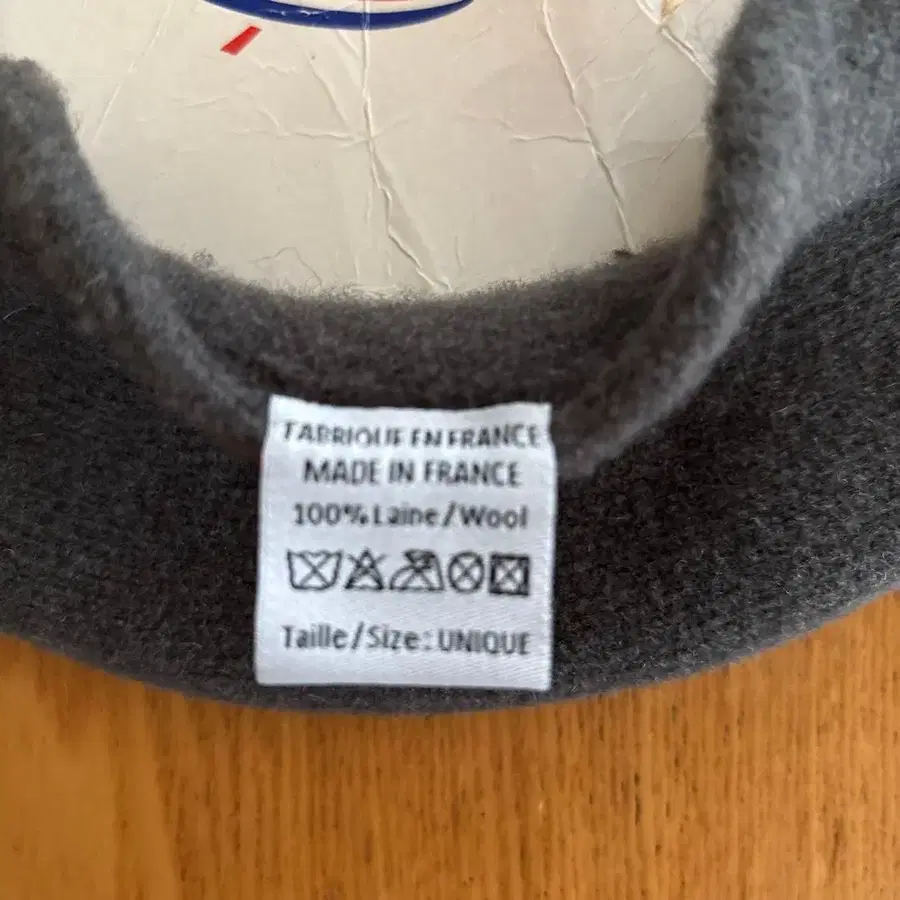 FABRIQUE EN FRANCE
MADE IN FRANCE
100% Laine/Wool
Taille/Size: UNIQUE